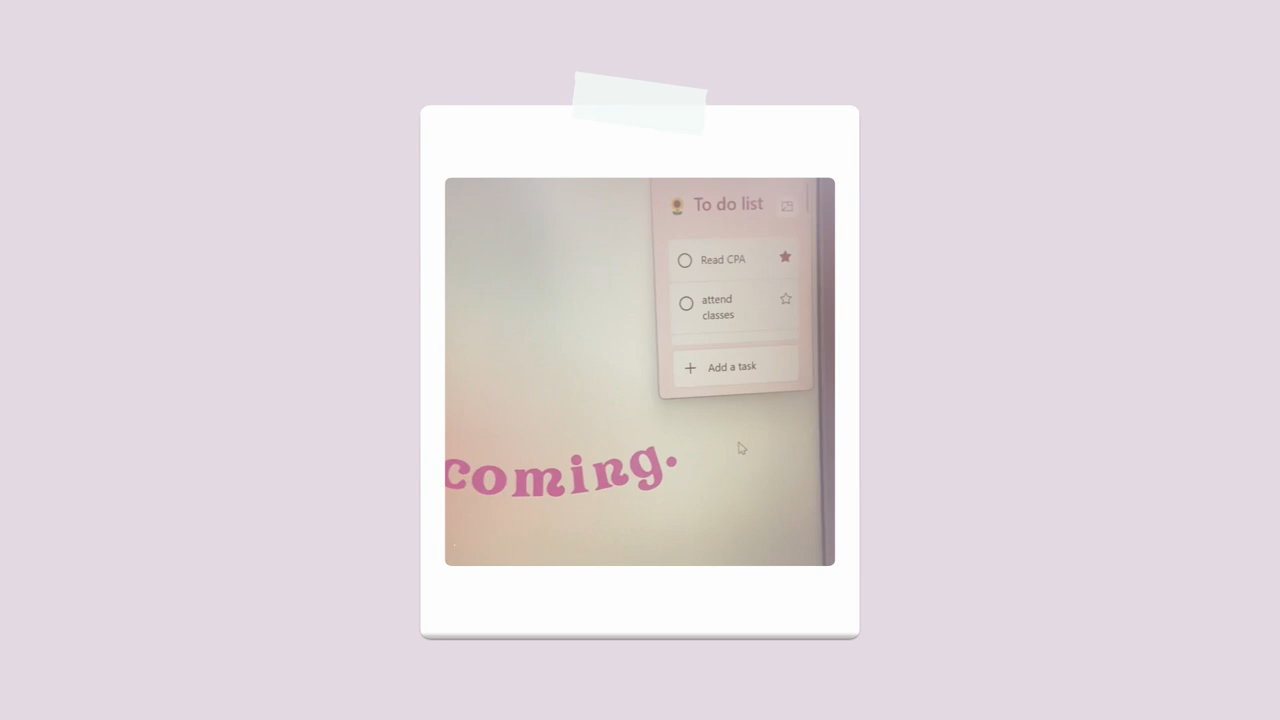 To do list
Read CPA
attend
classes
Add a task
coming.